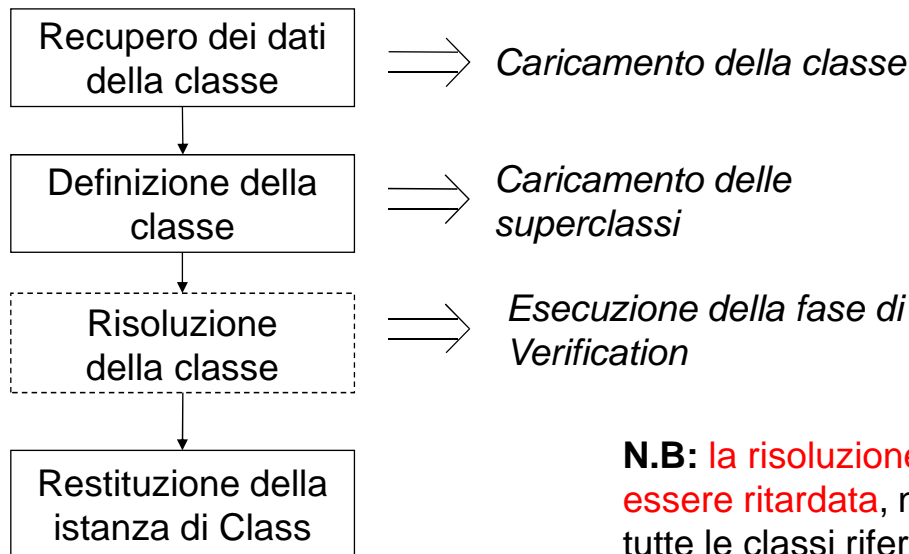 Recupero dei dati
della classe
Caricamento della classe
Definizione della
classe
Caricamento delle
superclassi
Risoluzione
della classe
Esecuzione della fase di
Verification
Restituzione della
istanza di Class
N.B: la risoluzione
essere ritardata,
tutte le classi